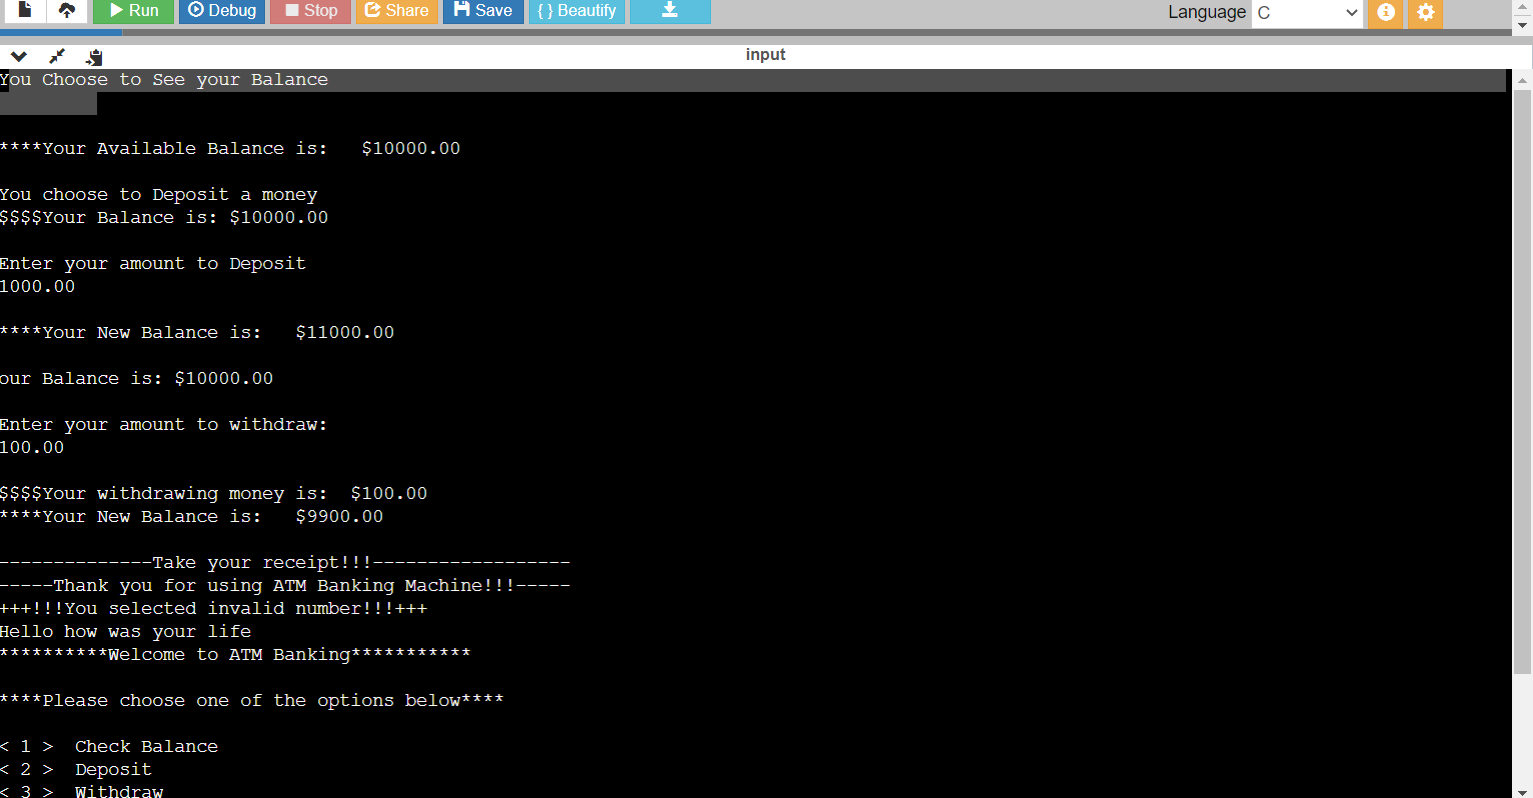 Run Debug Stop Share Save { } Beautify Language C
input
You Choose to See your Balance
****Your Available Balance is:   $10000.00
You choose to Deposit a money
$$$$Your Balance is: $10000.00
Enter your amount to Deposit
1000.00
****Your New Balance is:   $11000.00
our Balance is: $10000.00
Enter your amount to withdraw:
100.00
$$$$Your withdrawing money is:  $100.00
****Your New Balance is:   $9900.00
--------------Take your receipt!!!------------------
-----Thank you for using ATM Banking Machine!!!-----
+++!!!You selected invalid number!!!+++
Hello how was your life
**********Welcome to ATM Banking***********
****Please choose one of the options below****
< 1 >  Check Balance
< 2 >  Deposit
< 3 >  Withdraw